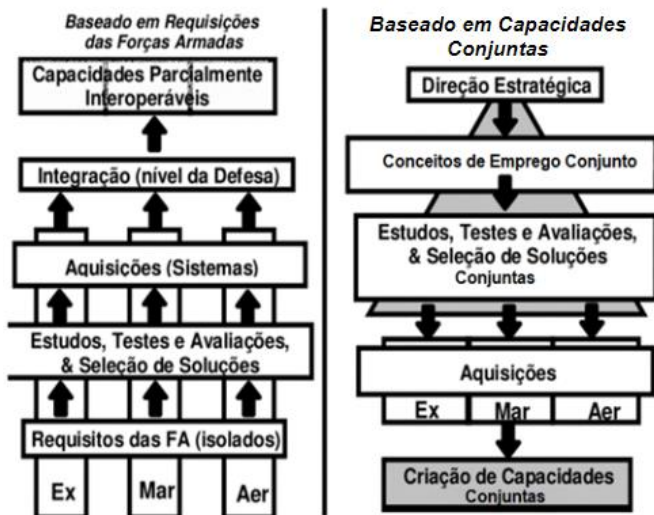 Baseado em Requisições
das Forças Armadas
Capacidades Parcialmente
Interoperáveis
Integração (nível da Defesa)
Aquisições (Sistemas)
Estudos, Testes e Avaliações,
& Seleção de Soluções
Requisitos das FA (isolados)
Ex Mar Aer
Baseado em Capacidades
Conjuntas
Direção Estratégica
Conceitos de Emprego Conjunto
Estudos, Testes e Avaliações,
& Seleção de Soluções
Conjuntas
Aquisições
Ex Mar Aer
Criação de Capacidades
Conjuntas